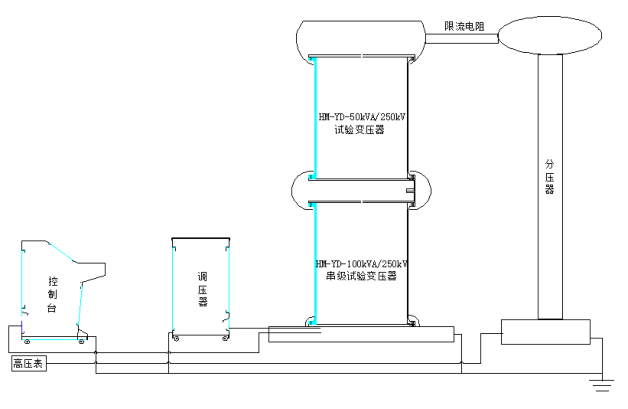 限流电阻
HM-YD-50kVA/250kV
试验变压器
分压器
HM-YD-100kVA/250kV
串级试验变压器
调压器
控制台
高压表